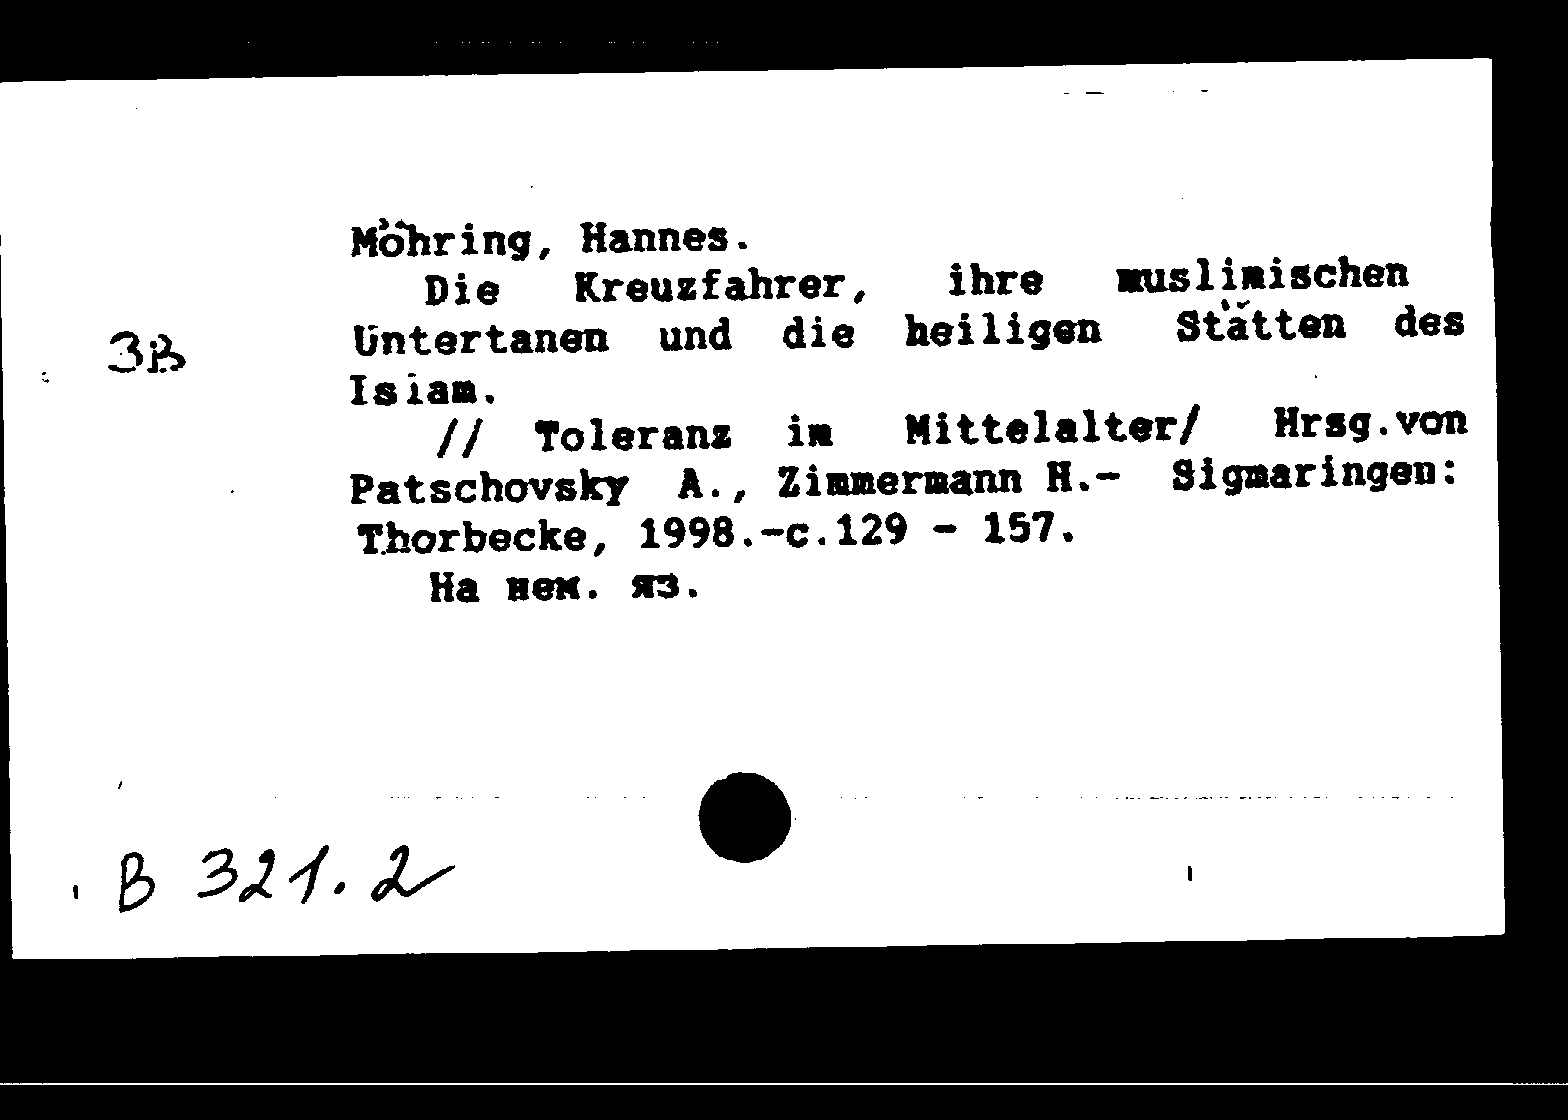 Möhring, Hannes.
Die Kreuzfahrer, ihre muslimischen
ЗВ
Untertanen und die heiligen Stätten des
Islam.
// Toleranz im Mittelalter/ Hrsg.von
Patschovsky A., Zimmermann H.- Sigmaringen:
Thorbecke, 1998.-с.129 - 157.
На нем. яз.
В 321.2